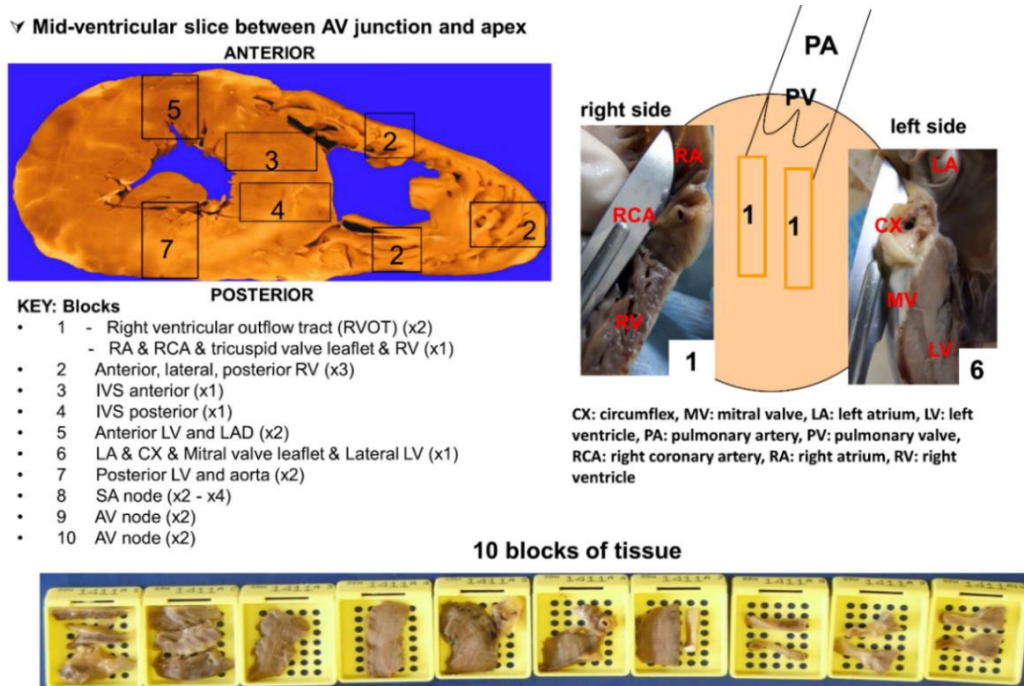 Mid-ventricular slice between AV junction and apex
ANTERIOR
5
2
3
4
2
7
2
POSTERIOR
KEY: Blocks
• 1 - Right ventricular outflow tract (RVOT) (x2)
- RA & RCA & tricuspid valve leaflet & RV (x1)
• 2 Anterior, lateral, posterior RV (x3)
• 3 IVS anterior (x1)
• 4 IVS posterior (x1)
• 5 Anterior LV and LAD (x2)
• 6 LA & CX & Mitral valve leaflet & Lateral LV (x1)
• 7 Posterior LV and aorta (x2)
• 8 SA node (x2 - x4)
• 9 AV node (x2)
• 10 AV node (x2)
PA
PV
right side
left side
RA
RCA
RV
1
1
1
LA
CX
MV
LV
6
CX: circumflex, MV: mitral valve, LA: left atrium, LV: left
ventricle, PA: pulmonary artery, PV: pulmonary valve,
RCA: right coronary artery, RA: right atrium, RV: right
ventricle
10 blocks of tissue